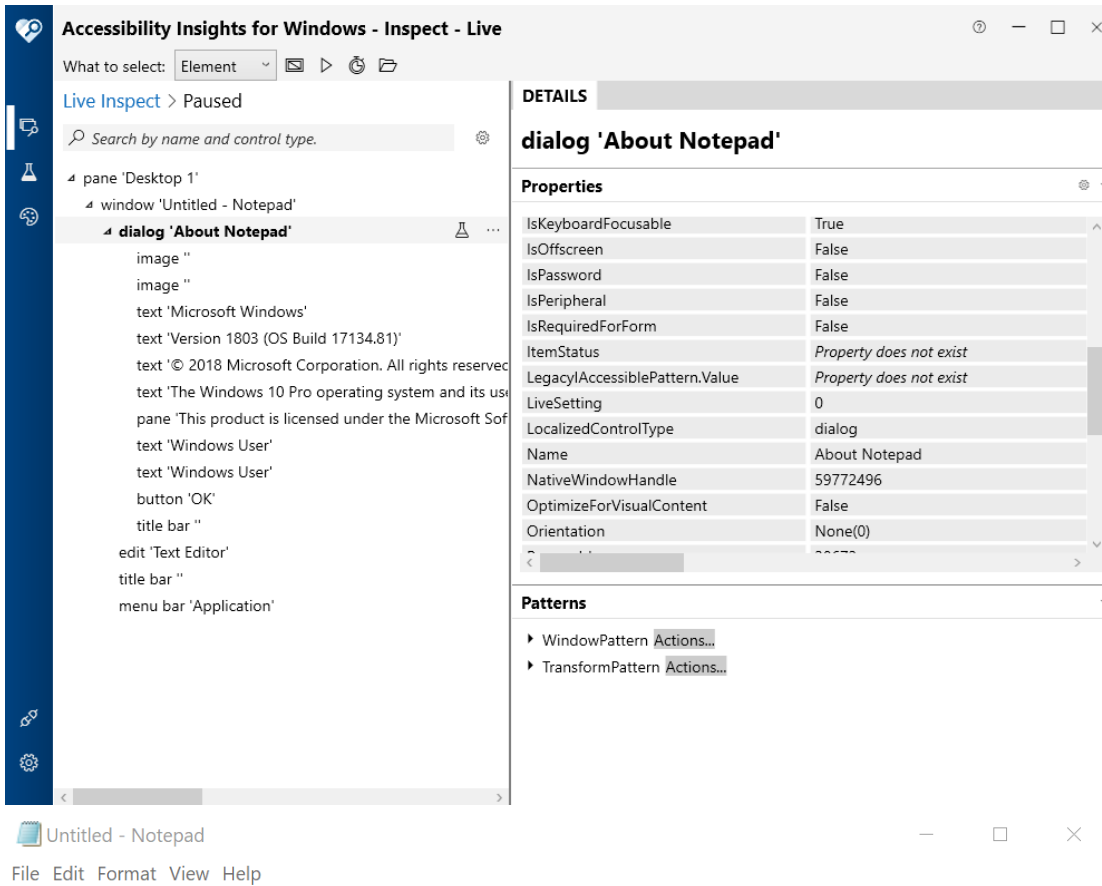 Accessibility Insights for Windows - Inspect - Live
What to select: Element
Live Inspect > Paused
Search by name and control type.
pane 'Desktop 1'
window 'Untitled - Notepad'
dialog 'About Notepad'
image ''
image ''
text 'Microsoft Windows'
text 'Version 1803 (OS Build 17134.81)'
text '© 2018 Microsoft Corporation. All rights reserved
text 'The Windows 10 Pro operating system and its use
pane 'This product is licensed under the Microsoft Sof
text 'Windows User'
text 'Windows User'
button 'OK'
title bar ''
edit 'Text Editor'
title bar ''
menu bar 'Application'
DETAILS
dialog 'About Notepad'
Properties
IsKeyboardFocusable True
IsOffscreen False
IsPassword False
IsPeripheral False
IsRequiredForForm False
ItemStatus Property does not exist
LegacyIAccessiblePattern.Value Property does not exist
LiveSetting 0
LocalizedControlType dialog
Name About Notepad
NativeWindowHandle 59772496
OptimizeForVisualContent False
Orientation None(0)
Patterns
WindowPattern Actions...
TransformPattern Actions...
Untitled - Notepad
File Edit Format View Help